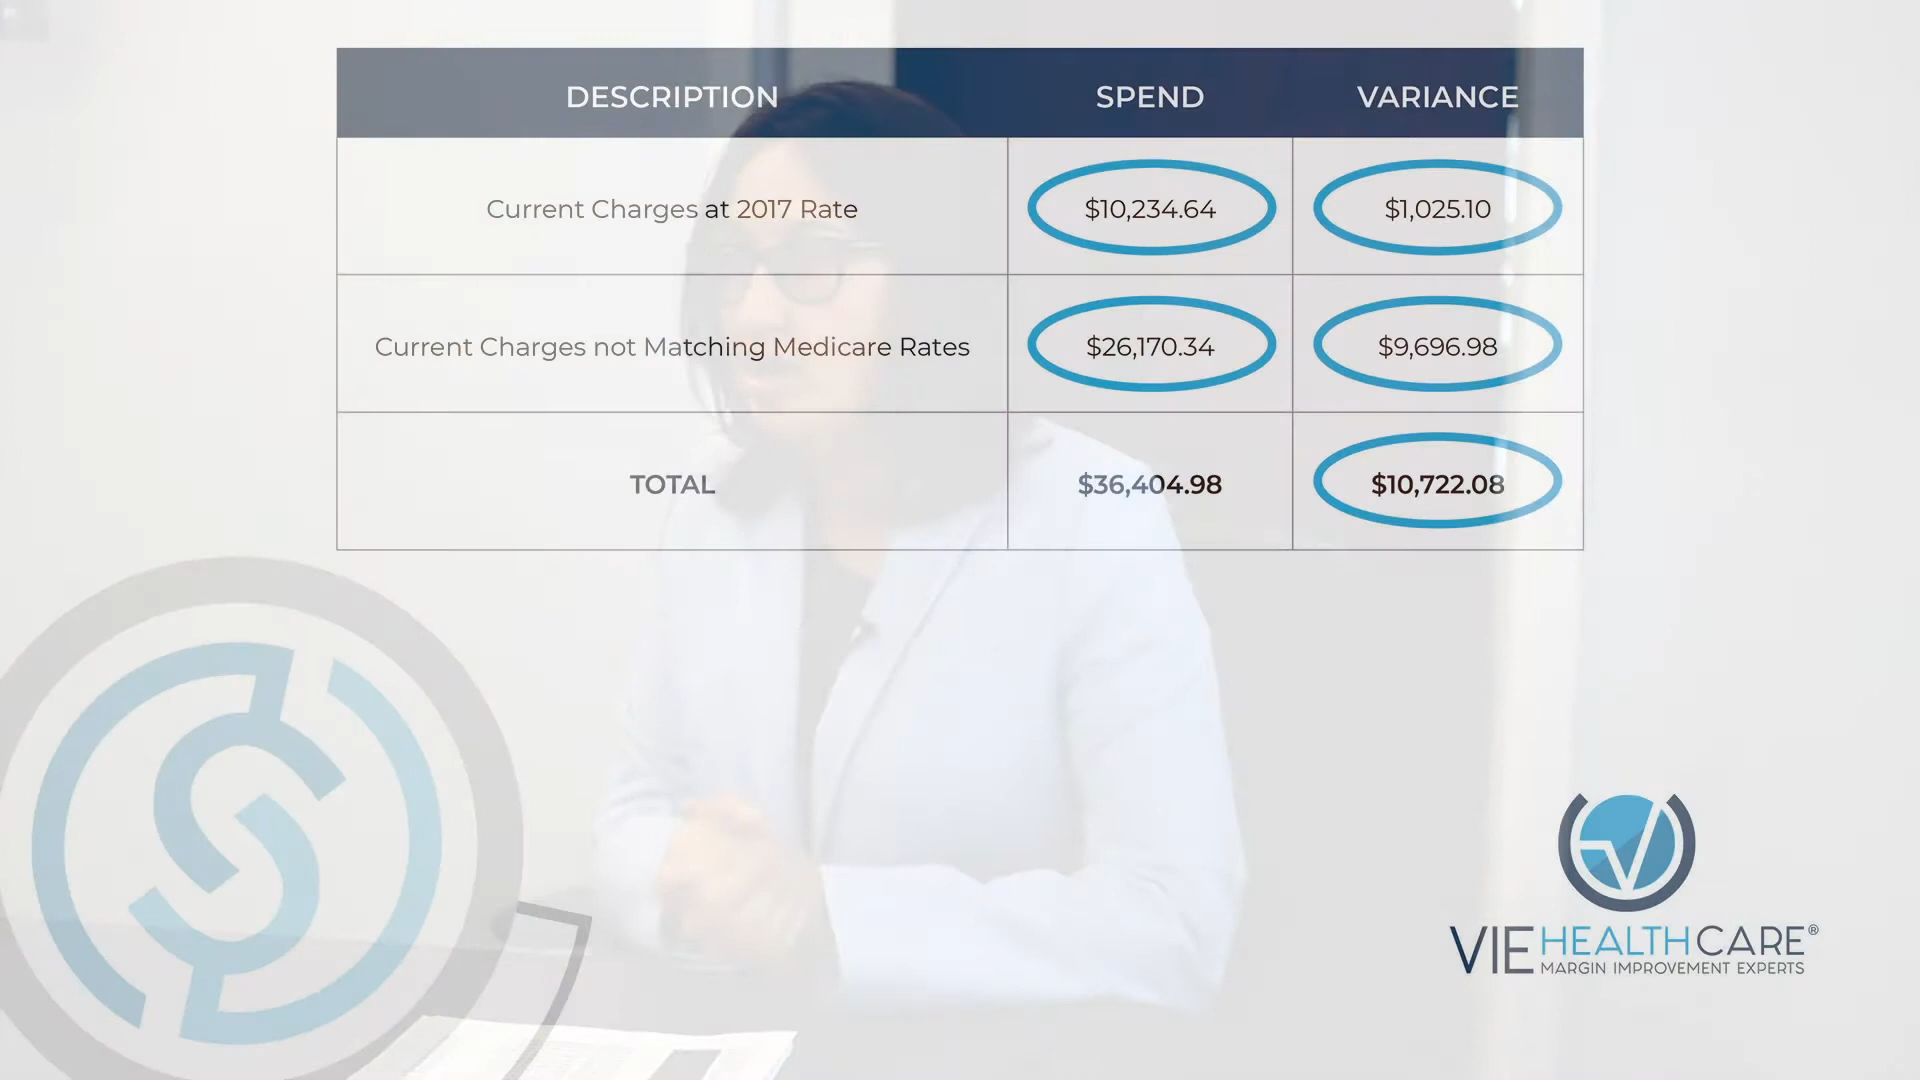 DESCRIPTION SPEND VARIANCE
Current Charges at 2017 Rate $10,234.64 $1,025.10
Current Charges not Matching Medicare Rates $26,170.34 $9,696.98
TOTAL $36,404.98 $10,722.08
VIE HEALTHCARE®
MARGIN IMPROVEMENT EXPERTS